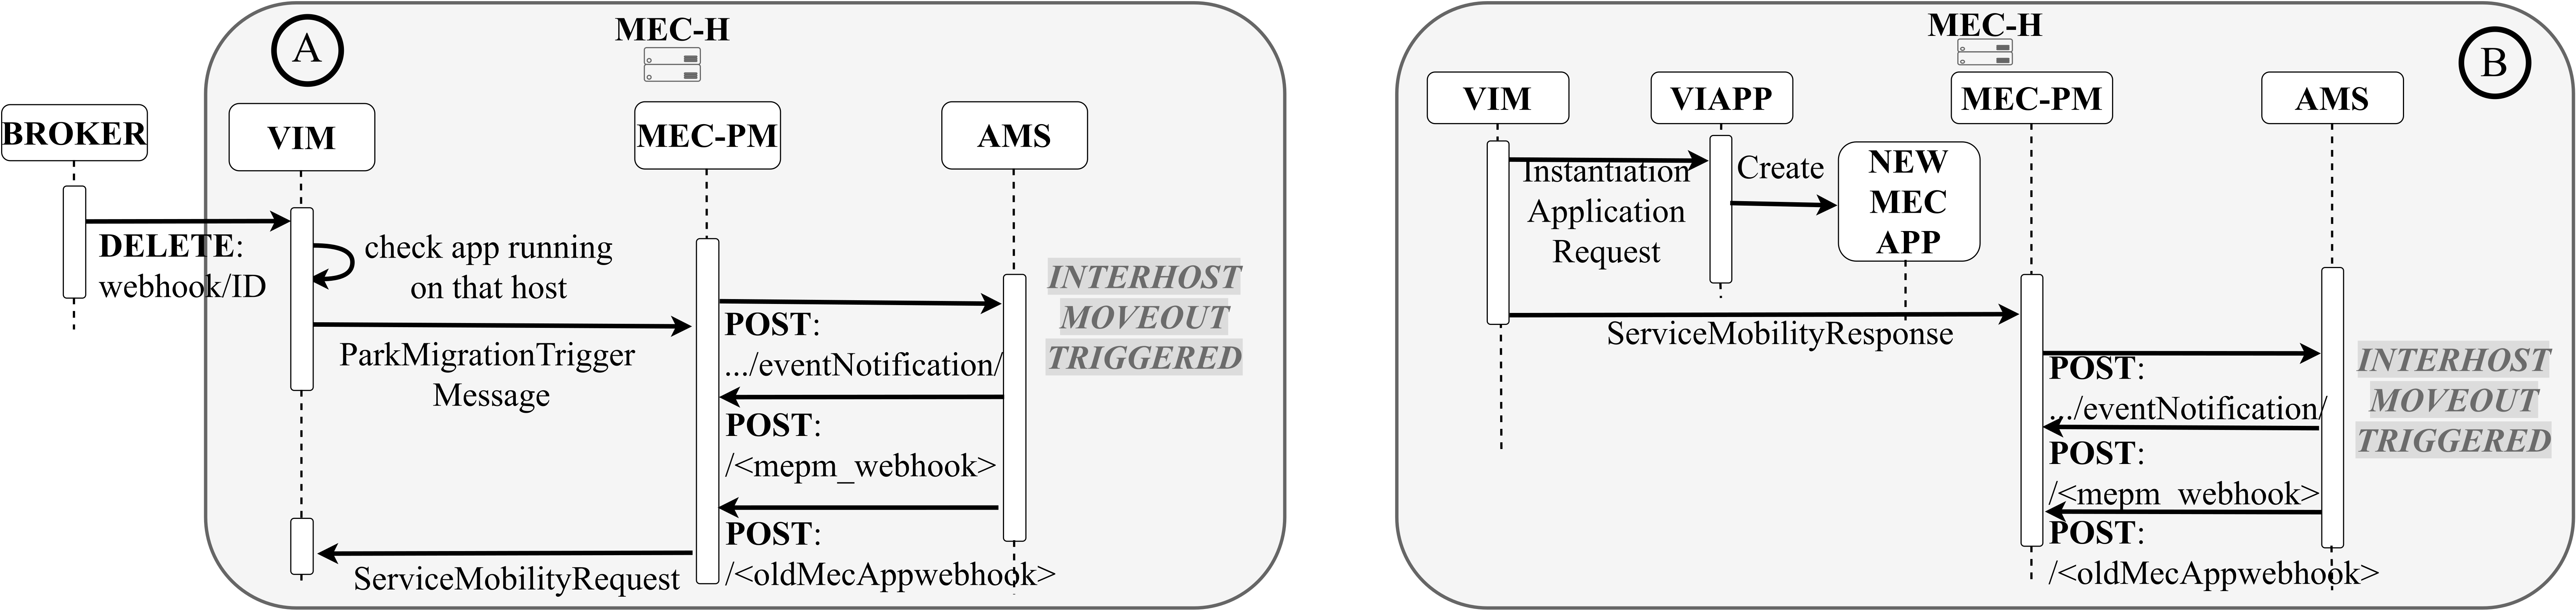 A
MEC-H
BROKER
VIM
MEC-PM
AMS
DELETE:
webhook/ID
check app running
on that host
ParkMigrationTrigger
Message
POST:
.../eventNotification/
POST:
/<mepm_webhook>
POST:
/<oldMecAppwebhook>
ServiceMobilityRequest
INTERHOST
MOVEOUT
TRIGGERED
MEC-H
B
VIM
VIAPP
MEC-PM
AMS
Instantiation
Application
Request
Create
NEW
MEC
APP
ServiceMobilityResponse
POST:
.../eventNotification/
POST:
/<mepm_webhook>
POST:
/<oldMecAppwebhook>
INTERHOST
MOVEOUT
TRIGGERED